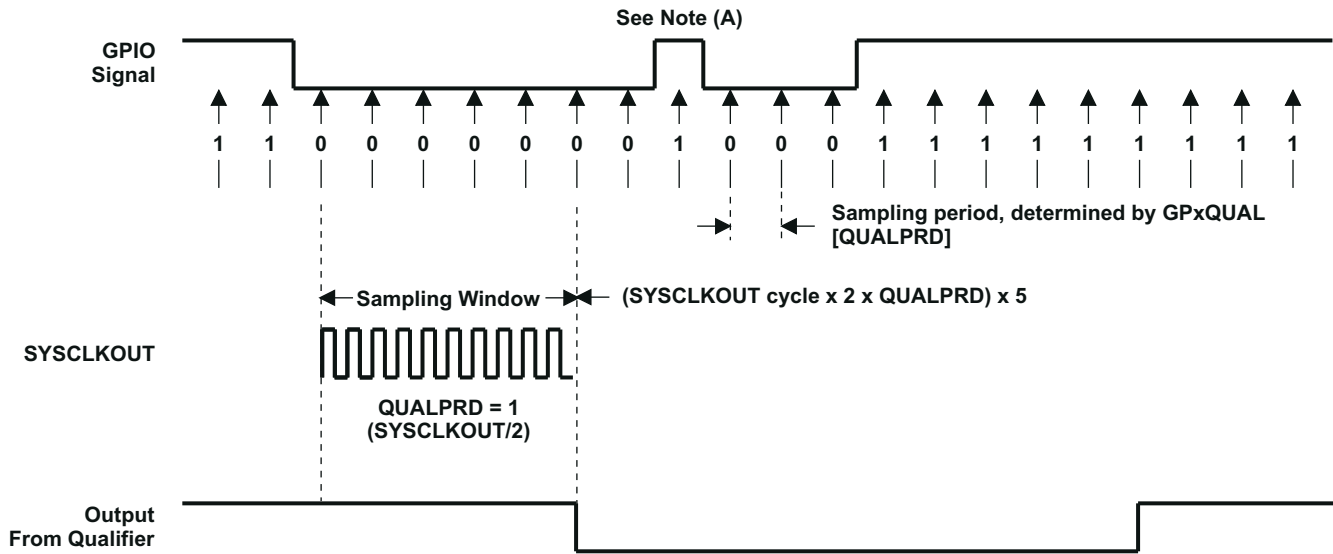 See Note (A)
GPIO
Signal
1 1 0 0 0 0 0 0 0 1 0 0 0 1 1 1 1 1 1 1 1 1
Sampling period, determined by GPxQUAL
[QUALPRD]
Sampling Window
(SYSCLKOUT cycle x 2 x QUALPRD) x 5
SYSCLKOUT
QUALPRD = 1
(SYSCLKOUT/2)
Output
From Qualifier